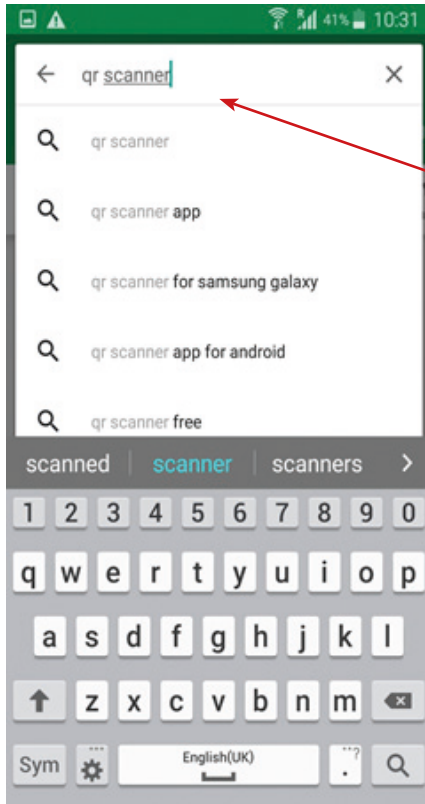 R 41% 10:31
qr scanner
qr scanner
qr scanner app
qr scanner for samsung galaxy
qr scanner app for android
qr scanner free
scanned scanner scanners
1 2 3 4 5 6 7 8 9 0
q w e r t y u i o p
a s d f g h j k l
z x c v b n m
Sym English(UK) ...? .